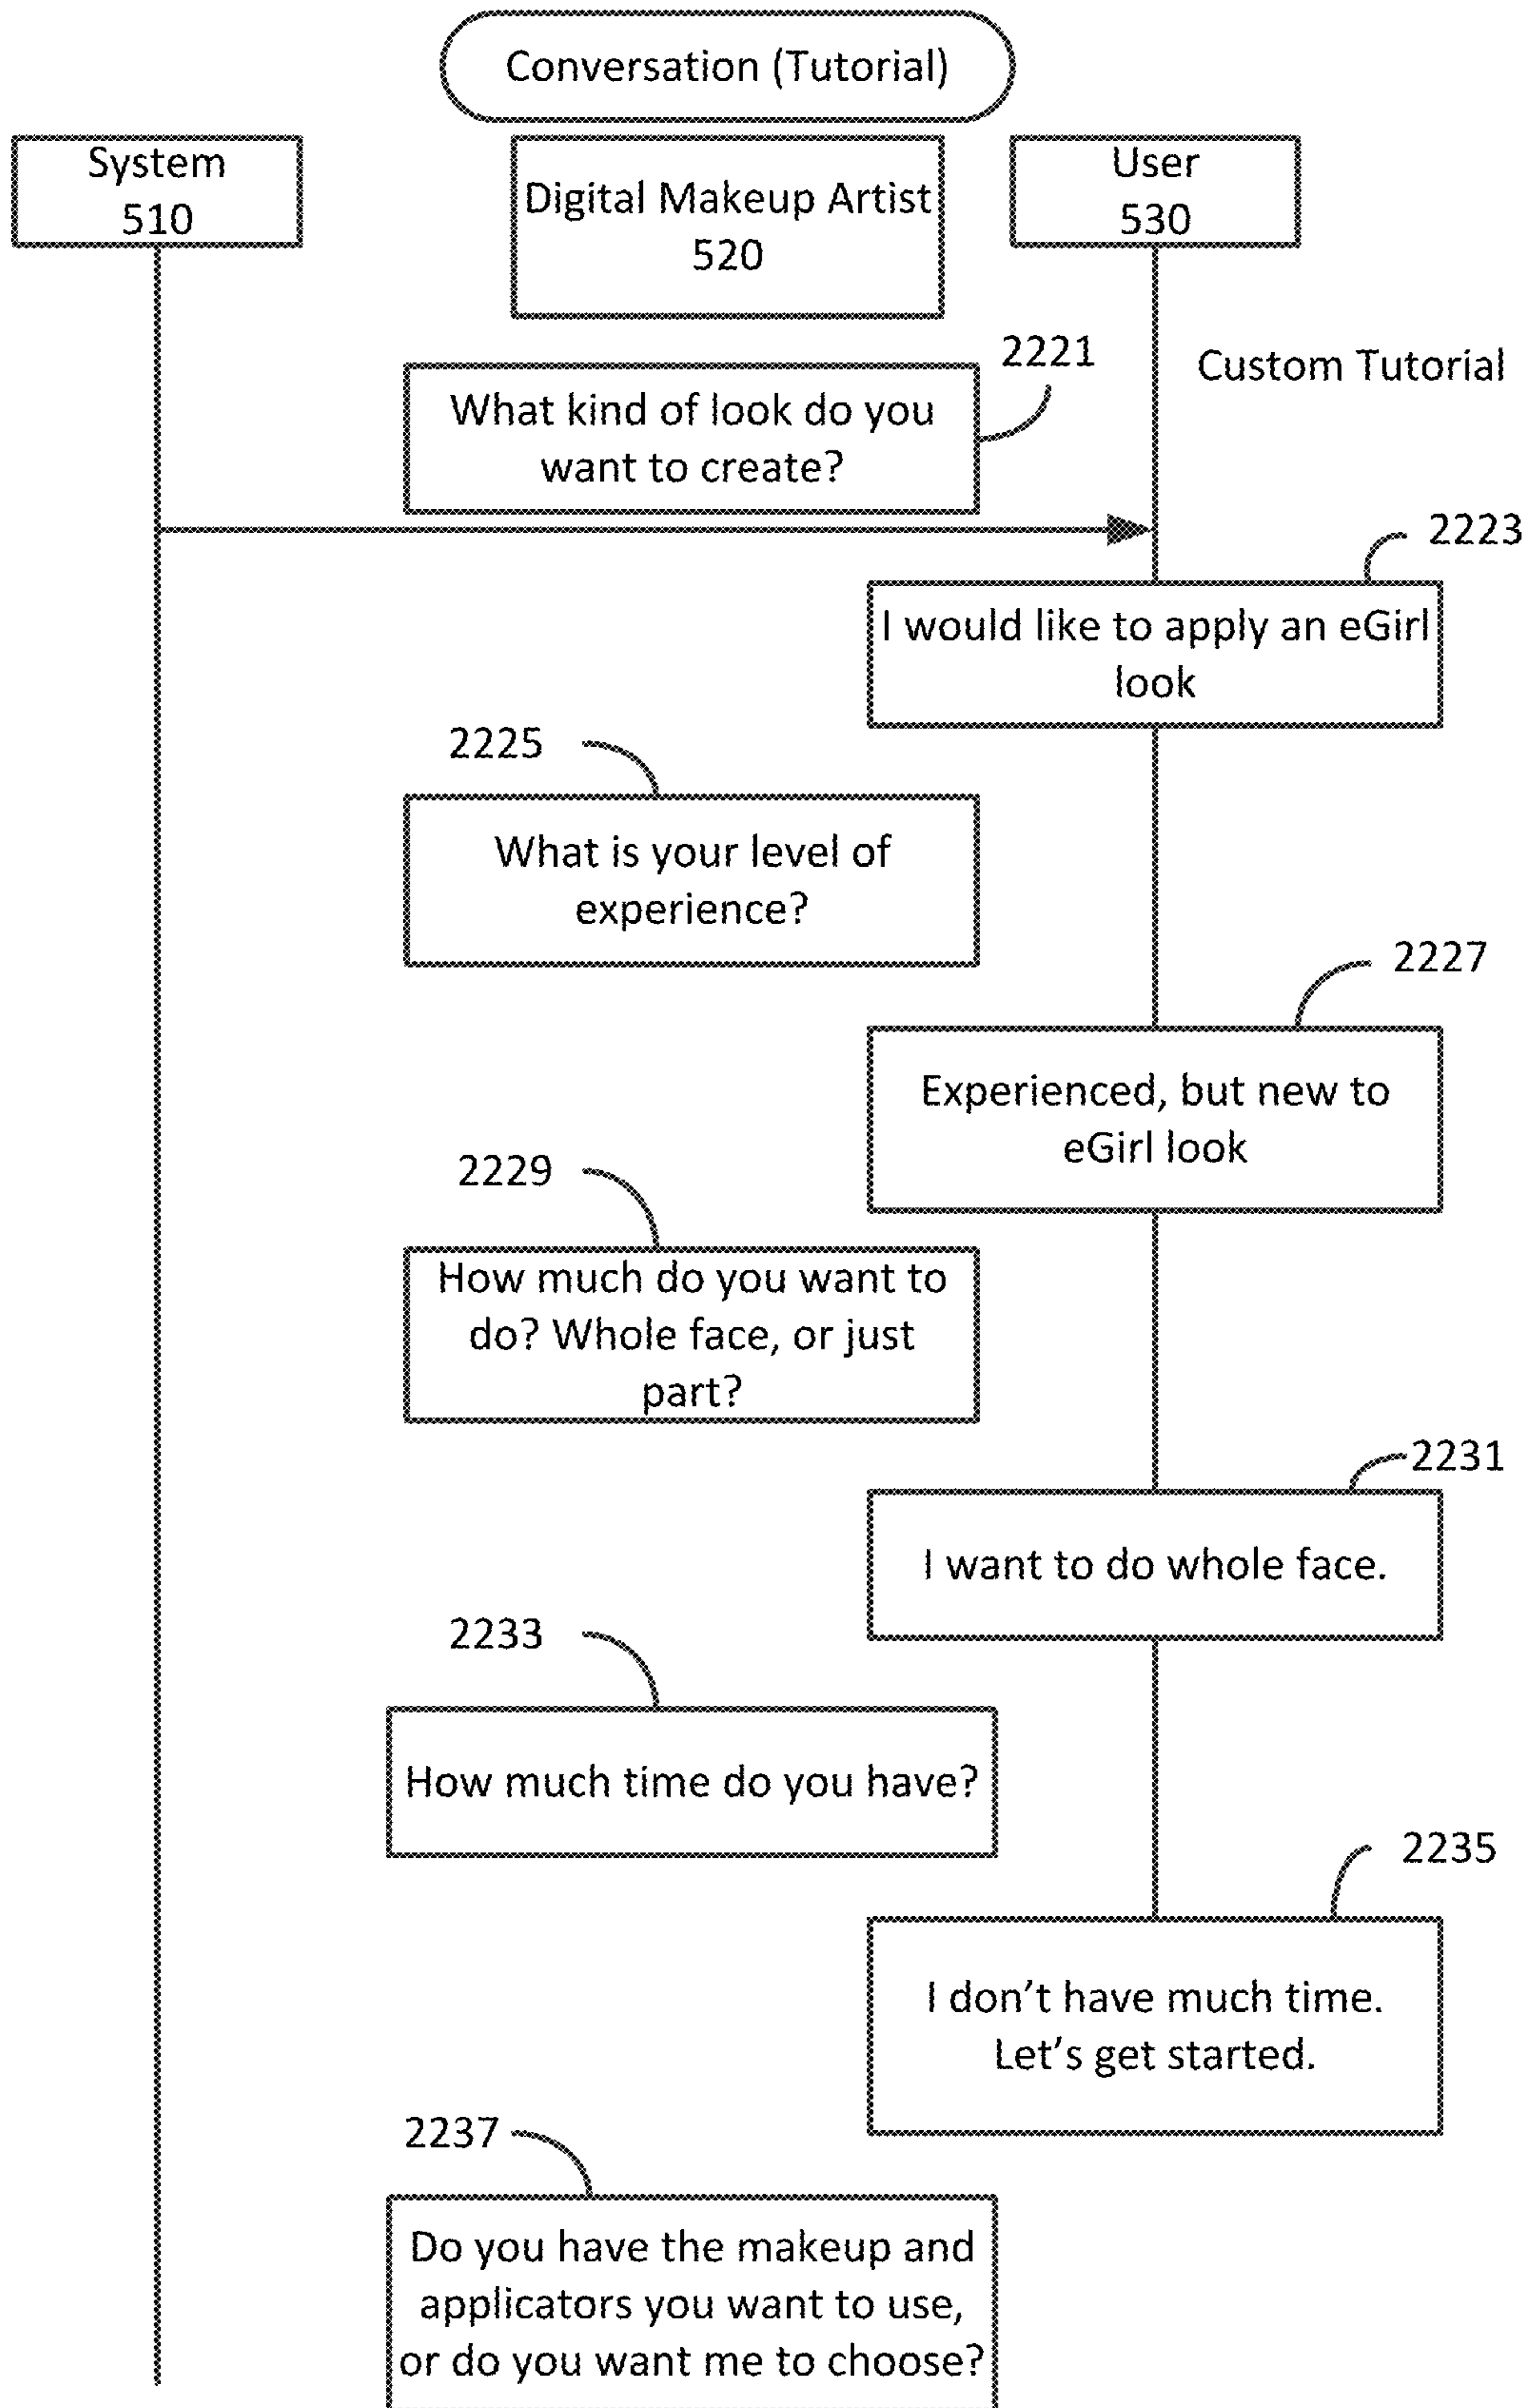 Conversation (Tutorial)
System
510
Digital Makeup Artist
520
User
530
2221
Custom Tutorial
What kind of look do you
want to create?
2223
I would like to apply an eGirl
look
2225
What is your level of
experience?
2227
Experienced, but new to
eGirl look
2229
How much do you want to
do? Whole face, or just
part?
2231
I want to do whole face.
2233
How much time do you have?
2235
I don't have much time.
Let's get started.
2237
Do you have the makeup and
applicators you want to use,
or do you want me to choose?